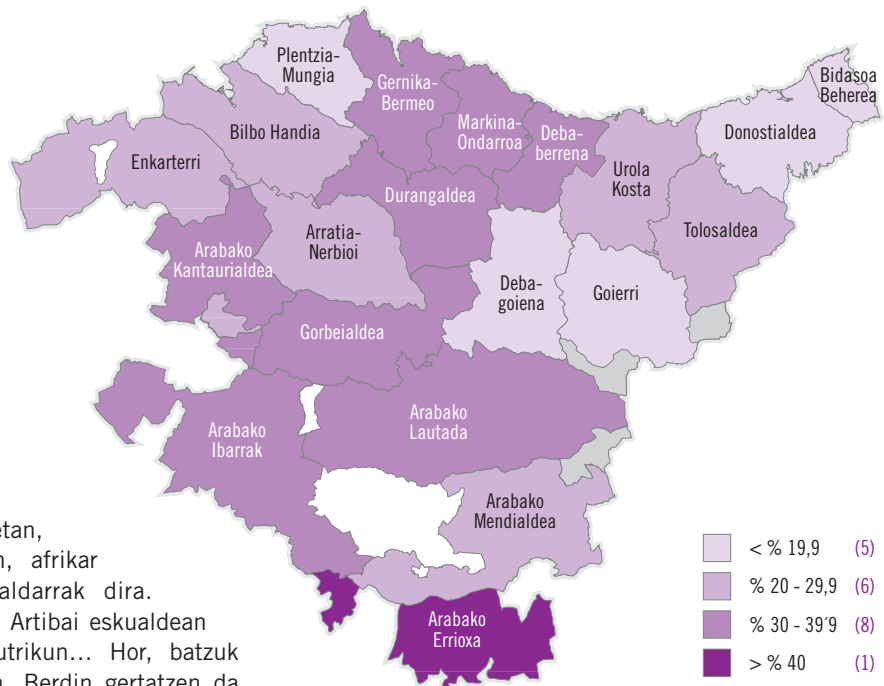 Plentzia-
Mungia
Gernika-
Bermeo
Bidasoa
Beherea
Bilbo Handia
Markina-
Ondarroa
Deba-
berrena
Donostialdea
Enkarterri
Urola
Kosta
Durangaldea
Tolosaldea
Arratia-
Nerbioi
Arabako
Kantaurialdea
Deba-
goiena
Goierri
Gorbeialdea
Arabako
Lautada
Arabako
Ibarrak
Arabako
Mendialdea
Arabako
Errioxa
etan,
n, afrikar
aldarrak dira.
Artibai eskualdean
utrikun... Hor, batzuk
Berdin gertatzen da
< % 19,9 (5)
% 20 - 29,9 (6)
% 30 - 39´9 (8)
> % 40 (1)